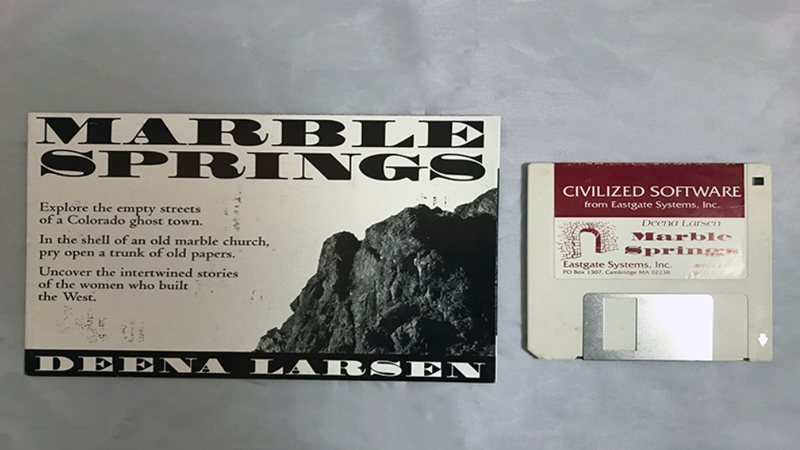 MARBLE
SPRINGS
Explore the empty streets
of a Colorado ghost town.
In the shell of an old marble church,
pry open a trunk of old papers.
Uncover the intertwined stories
of the women who built
the West.
DEENA LARSEN
CIVILIZED SOFTWARE
from Eastgate Systems, Inc.
Deena Larsen
Marble
Springs
Eastgate Systems, Inc.
PO Box 1307, Cambridge MA 02238